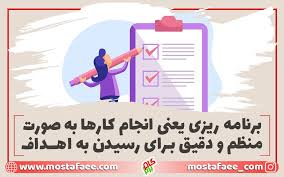 برنامه ریزی یعنی انجام کارها به صورت
منظم و دقیق برای رسیدن به اهداف
www.mostafaee.com
mostafaee_com